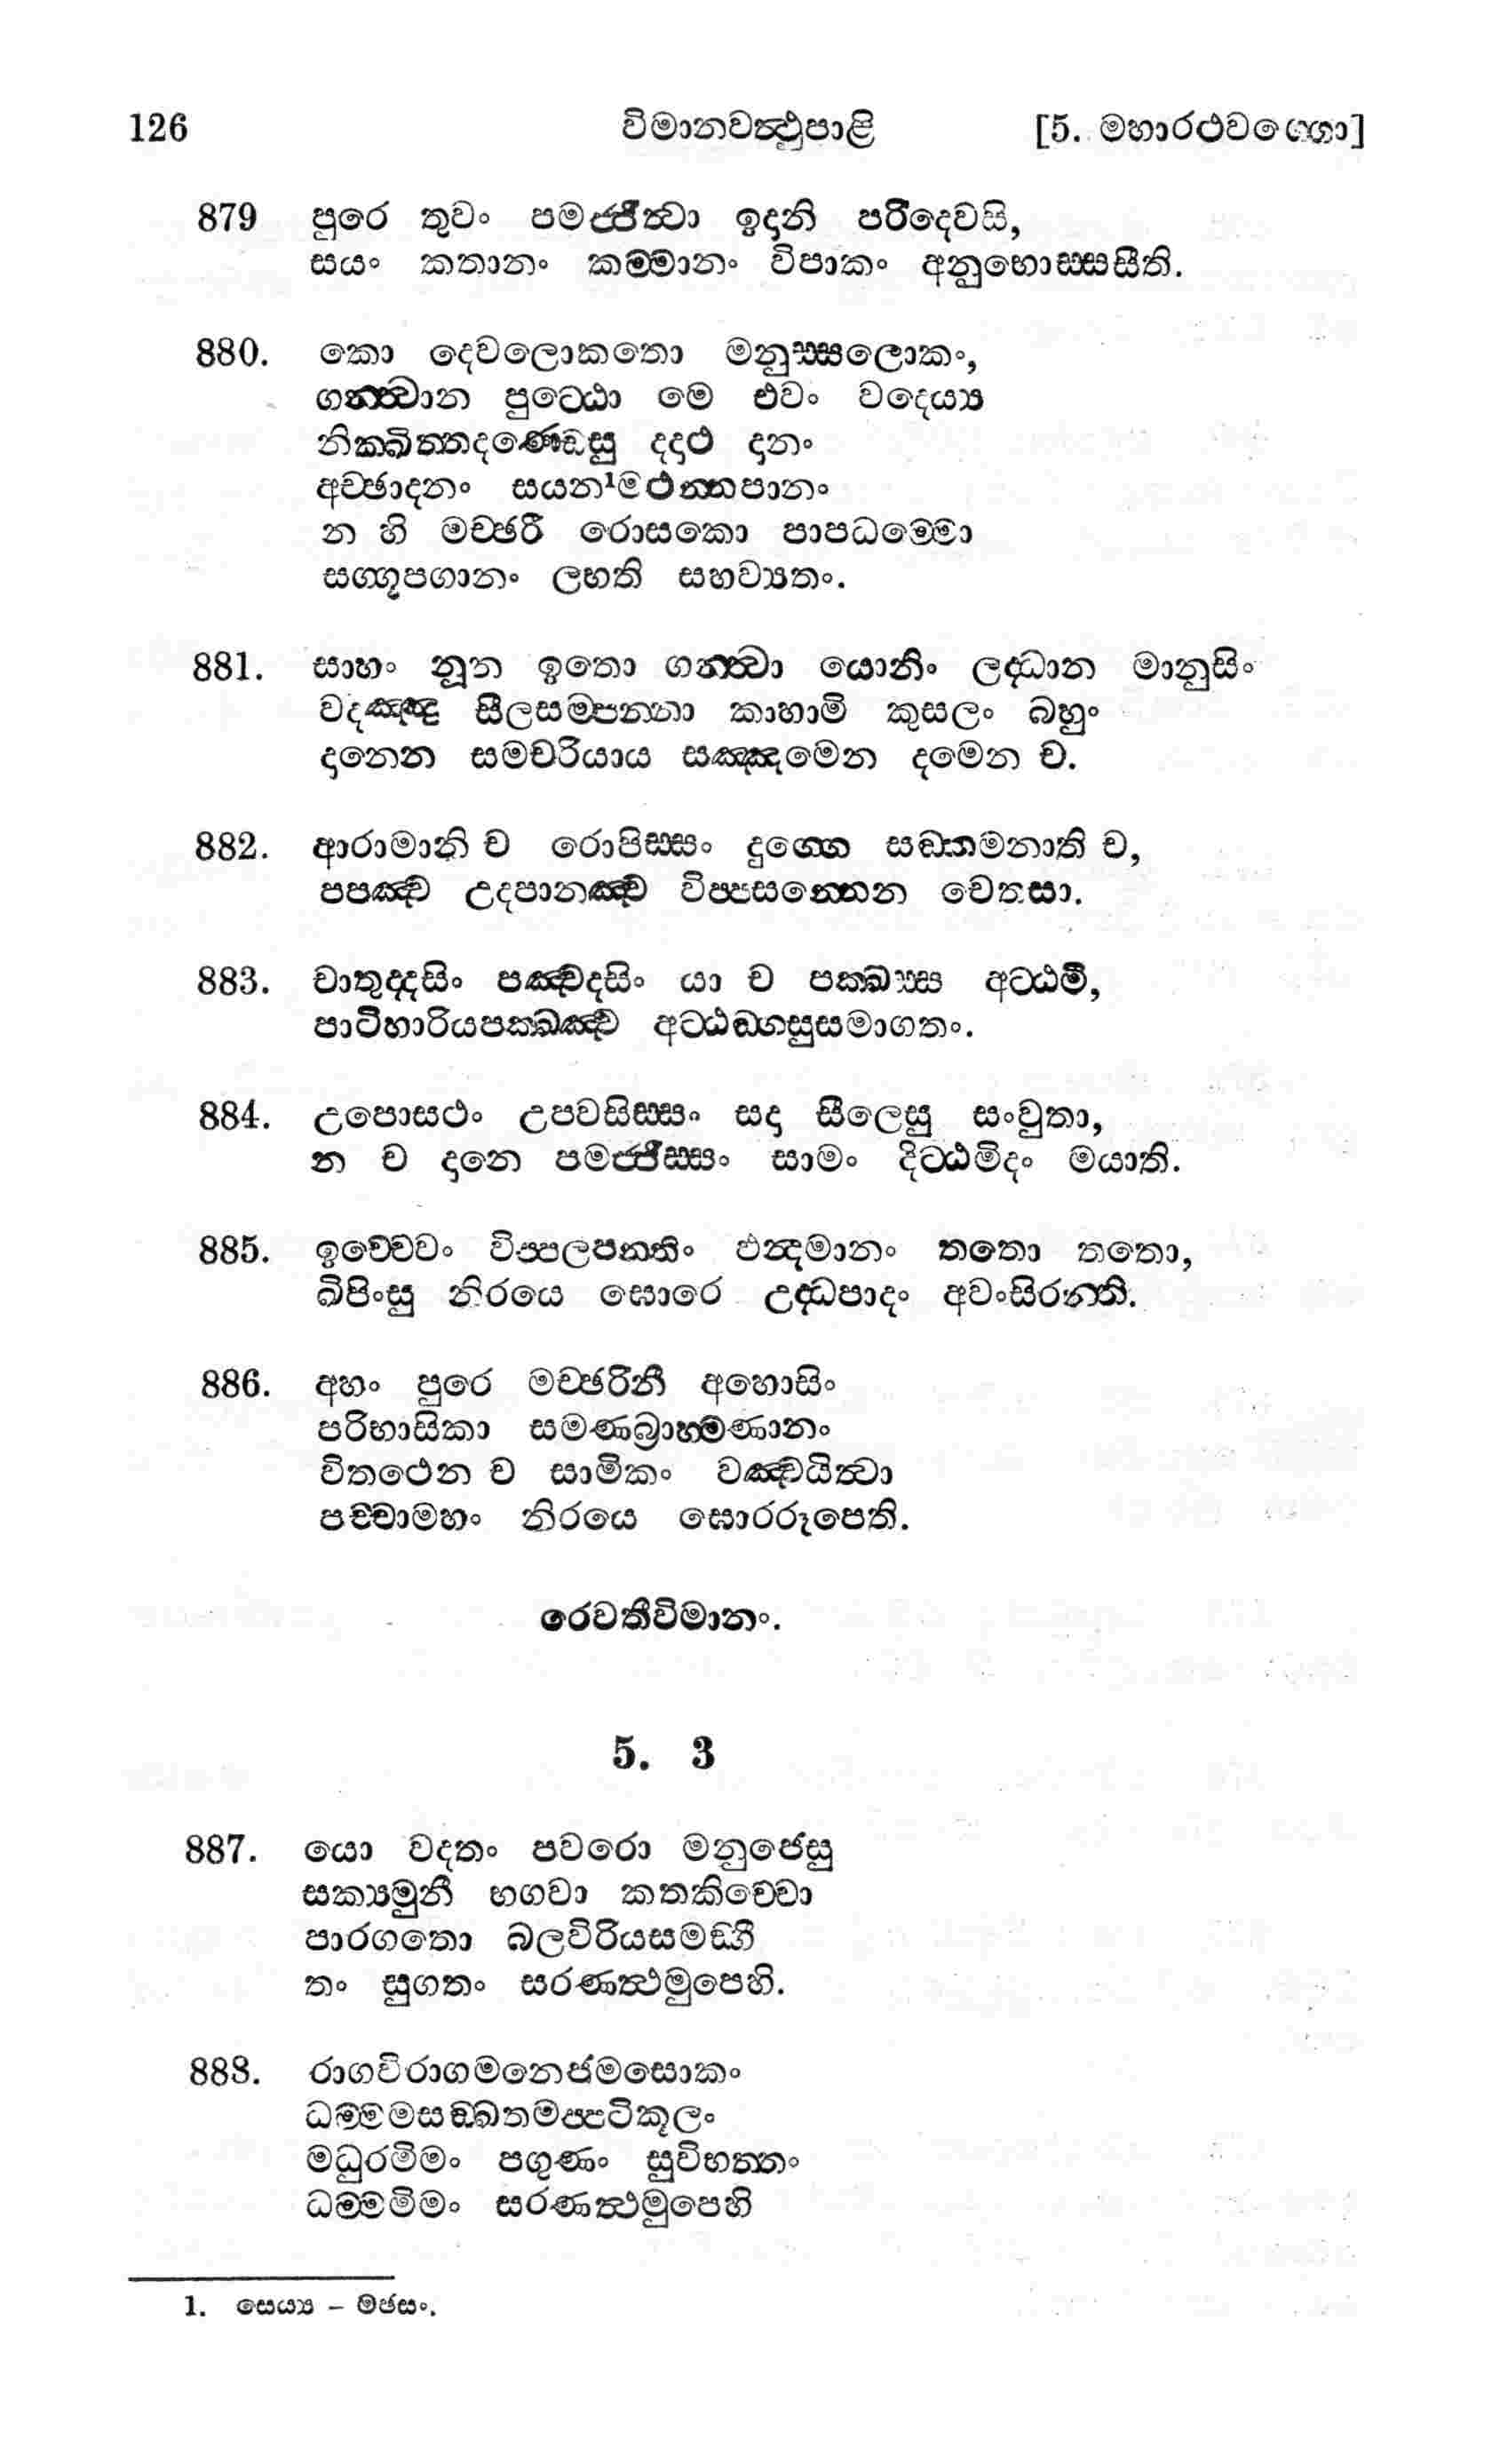 126 විමානවත්‍ථුපාළි [5. මහාරථවග්‌ගො]
879 පුරෙ තුවං පමජ්ජිත්‍වා ඉදානි පරිදෙවසි,
සයං කතානං කම්මානං විපාකං අනුභොස්සසීති.
880. කො දෙවලොකතො මනුස්සලොකං,
ගන්ත්‍වාන පුට්ඨො මෙ එවං වදෙය්‍ය
නික්ඛිත්තදණ්ඩෙසු දදාථ දානං
අච්ඡාදනං සයන¹මථන්නපානං
න හි මච්ඡරී රොසකො පාපධම්මො
සග්ගූපගානං ලභති සහව්‍යතං.
881. සාහං නූන ඉතො ගන්ත්‍වා යොනිං ලද්ධාන මානුසිං
වදඤ්ඤු සීලසම්පන්නා කාහාමි කුසලං බහුං
දානෙන සමචරියාය සඤ්ඤමෙන දමෙන ච.
882. ආරාමානි ච රොපිස්සං දුග්ගෙ සඞ්කමනාති ච,
පපඤ්ච උදපානඤ්ච විප්පසන්නෙන චෙතසා.
883. චාතුද්දසිං පඤ්චදසිං යා ච පක්ඛස්ස අට්ඨමී,
පාටිහාරියපක්ඛඤ්ච අට්ඨඞ්ගසුසමාගතං.
884. උපොසථං උපවසිස්සං සදා සීලෙසු සංවුතා,
න ච දානෙ පමජ්ජිස්සං සාමං දිට්ඨමිදං මයාති.
885. ඉච්චෙවං විප්පලපන්තිං ඵන්දමානං තතො තතො,
ඛිපිංසු නිරයෙ ඝොරෙ උද්ධපාදං අවංසිරන්ති.
886. අහං පුරෙ මච්ඡරිනී අහොසිං
පරිභාසිකා සමණබ්‍රාහ්මණානං
විතථෙන ච සාමිකං වඤ්චයිත්‍වා
පච්චාමහං නිරයෙ ඝොරරූපෙති.
රෙවතීවිමානං.
5. 3
887. යො වදතං පවරො මනුජෙසු
සක්‍යමුනී භගවා කතකිච්චො
පාරගතො බලවිරියසමඞ්ගී
තං සුගතං සරණත්‍ථමුපෙහි.
888. රාගවිරාගමනෙජමසොකං
ධම්මමසඞ්ඛතමප්පටිකූලං
මධුරමිමං පගුණං සුවිභත්තං
ධම්මමිමං සරණත්‍ථමුපෙහි
1. සෙය්‍ය – මජසං.